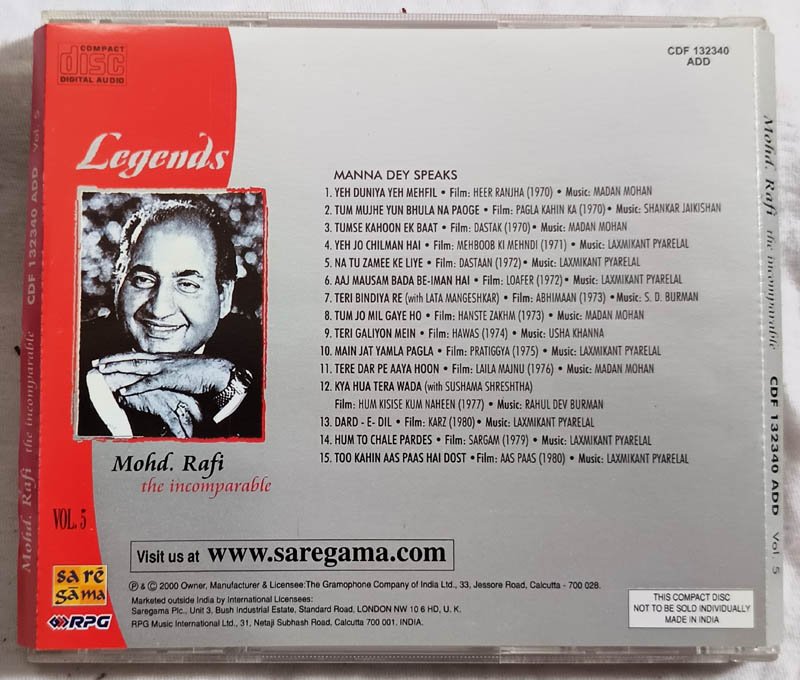 COMPACT
disc
DIGITAL AUDIO
CDF 132340
ADD
Legends
MANNA DEY SPEAKS
1. YEH DUNIYA YEH MEHFIL • Film: HEER RANJHA (1970) • Music: MADAN MOHAN
2. TUM MUJHE YUN BHULA NA PAOGE • Film: PAGLA KAHIN KA (1970) • Music: SHANKAR JAIKISHAN
3. TUMSE KAHOON EK BAAT • Film: DASTAK (1970) • Music: MADAN MOHAN
4. YEH JO CHILMAN HAI • Film: MEHBOOB KI MEHNDI (1971) • Music: LAXMIKANT PYARELAL
5. NA TU ZAMEE KE LIYE • Film: DASTAAN (1972) • Music: LAXMIKANT PYARELAL
6. AAJ MAUSAM BADA BE-IMAN HAI • Film: LOAFER (1972) • Music: LAXMIKANT PYARELAL
7. TERI BINDIYA RE (with LATA MANGESHKAR) • Film: ABHIMAAN (1973) • Music: S. D. BURMAN
8. TUM JO MIL GAYE HO • Film: HANSTE ZAKHM (1973) • Music: MADAN MOHAN
9. TERI GALIYON MEIN • Film: HAWAS (1974) • Music: USHA KHANNA
10. MAIN JAT YAMLA PAGLA • Film: PRATIGGYA (1975) • Music: LAXMIKANT PYARELAL
11. TERE DAR PE AAYA HOON • Film: LAILA MAJNU (1976) • Music: MADAN MOHAN
12. KYA HUA TERA WADA (with SUSHAMA SHRESHTHA)
Film: HUM KISISE KUM NAHEEN (1977) • Music: RAHUL DEV BURMAN
13. DARD - E- DIL • Film: KARZ (1980) • Music: LAXMIKANT PYARELAL
14. HUM TO CHALE PARDES • Film: SARGAM (1979) • Music: LAXMIKANT PYARELAL
15. TOO KAHIN AAS PAAS HAI DOST • Film: AAS PAAS (1980) • Music: LAXMIKANT PYARELAL
Mohd. Rafi
the incomparable
VOL. 5
Visit us at www.saregama.com
sa rē
ga ma
RPG
℗ & © 2000 Owner, Manufacturer & Licensee: The Gramophone Company of India Ltd., 33, Jessore Road, Calcutta - 700 028.
Marketed outside India by International Licensees:
Saregama Plc., Unit 3, Bush Industrial Estate, Standard Road, LONDON NW 10 6 HD, U. K.
RPG Music International Ltd., 31, Netaji Subhash Road, Calcutta 700 001. INDIA.
THIS COMPACT DISC
NOT TO BE SOLD INDIVIDUALLY
MADE IN INDIA
Mohd. Rafi the incomparable CDF 132340 ADD Vol. 5
Mohd. Rafi the incomparable CDF 132340 ADD Vol. 5